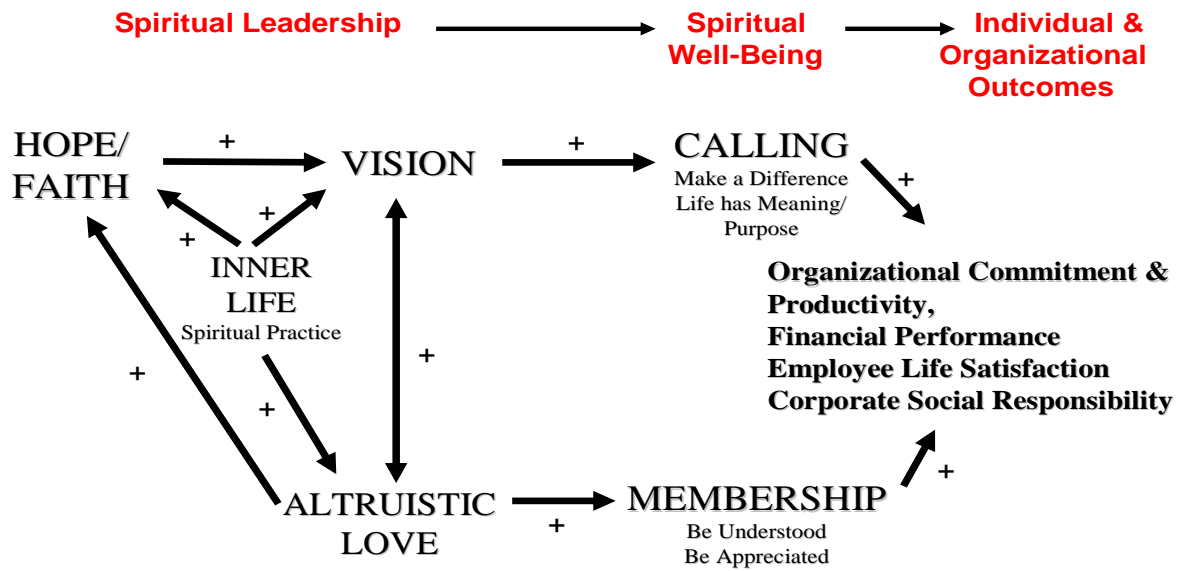 Spiritual Leadership
Spiritual
Well-Being
Individual &
Organizational
Outcomes
HOPE/
FAITH
+
VISION
+
CALLING
Make a Difference
Life has Meaning/
Purpose
+
+
+
INNER
LIFE
Spiritual Practice
Organizational Commitment &
Productivity,
Financial Performance
Employee Life Satisfaction
Corporate Social Responsibility
+
+
+
ALTRUISTIC
LOVE
+
MEMBERSHIP
Be Understood
Be Appreciated
+